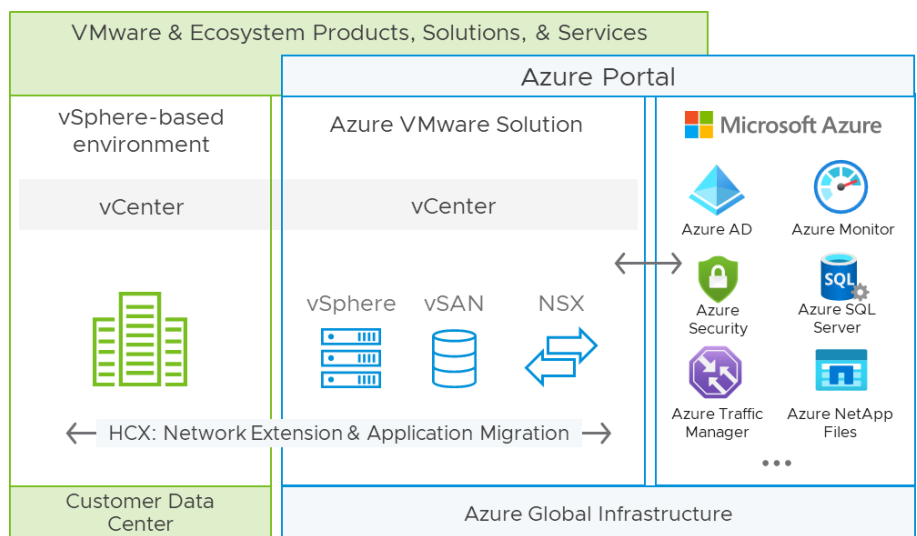 VMware & Ecosystem Products, Solutions, & Services
Azure Portal
vSphere-based
environment
Azure VMware Solution
Microsoft Azure
vCenter
vCenter
Azure AD
Azure Monitor
vSphere
vSAN
NSX
SQL
Azure
Security
Azure SQL
Server
Azure Traffic
Manager
Azure NetApp
Files
HCX: Network Extension & Application Migration
Customer Data
Center
Azure Global Infrastructure